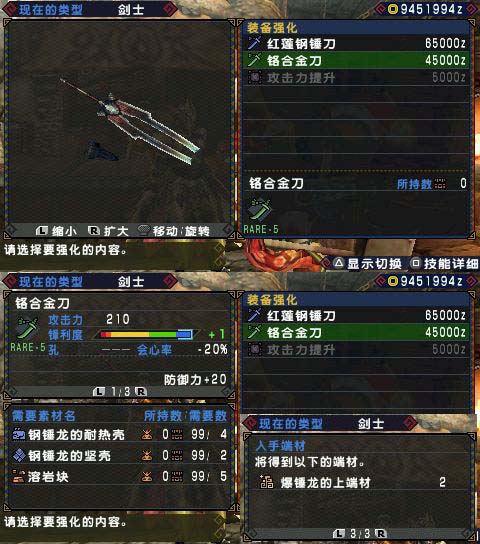 现在的类型 剑士
9451994z
装备强化
红莲钢锤刀 65000z
铬合金刀 45000z
攻击力提升 5000z
铬合金刀 所持数 0
RARE-5
L 缩小 R 扩大 移动/旋转
请选择要强化的内容。
△显示切换 □技能详细
现在的类型 剑士
9451994z
铬合金刀
攻击力 210
锋利度 +1
RARE-5
孔 --- 会心率 -20%
防御力+20
L 1/3 R
装备强化
红莲钢锤刀 65000z
铬合金刀 45000z
攻击力提升 5000z
需要素材名 所持数/需要数
钢锤龙的耐热壳 0 99/ 4
钢锤龙的坚壳 0 99/ 2
溶岩块 0 99/ 5
请选择要强化的内容。
现在的类型 剑士
入手端材
将得到以下的端材。
爆锤龙的上端材 2
L 3/3 R